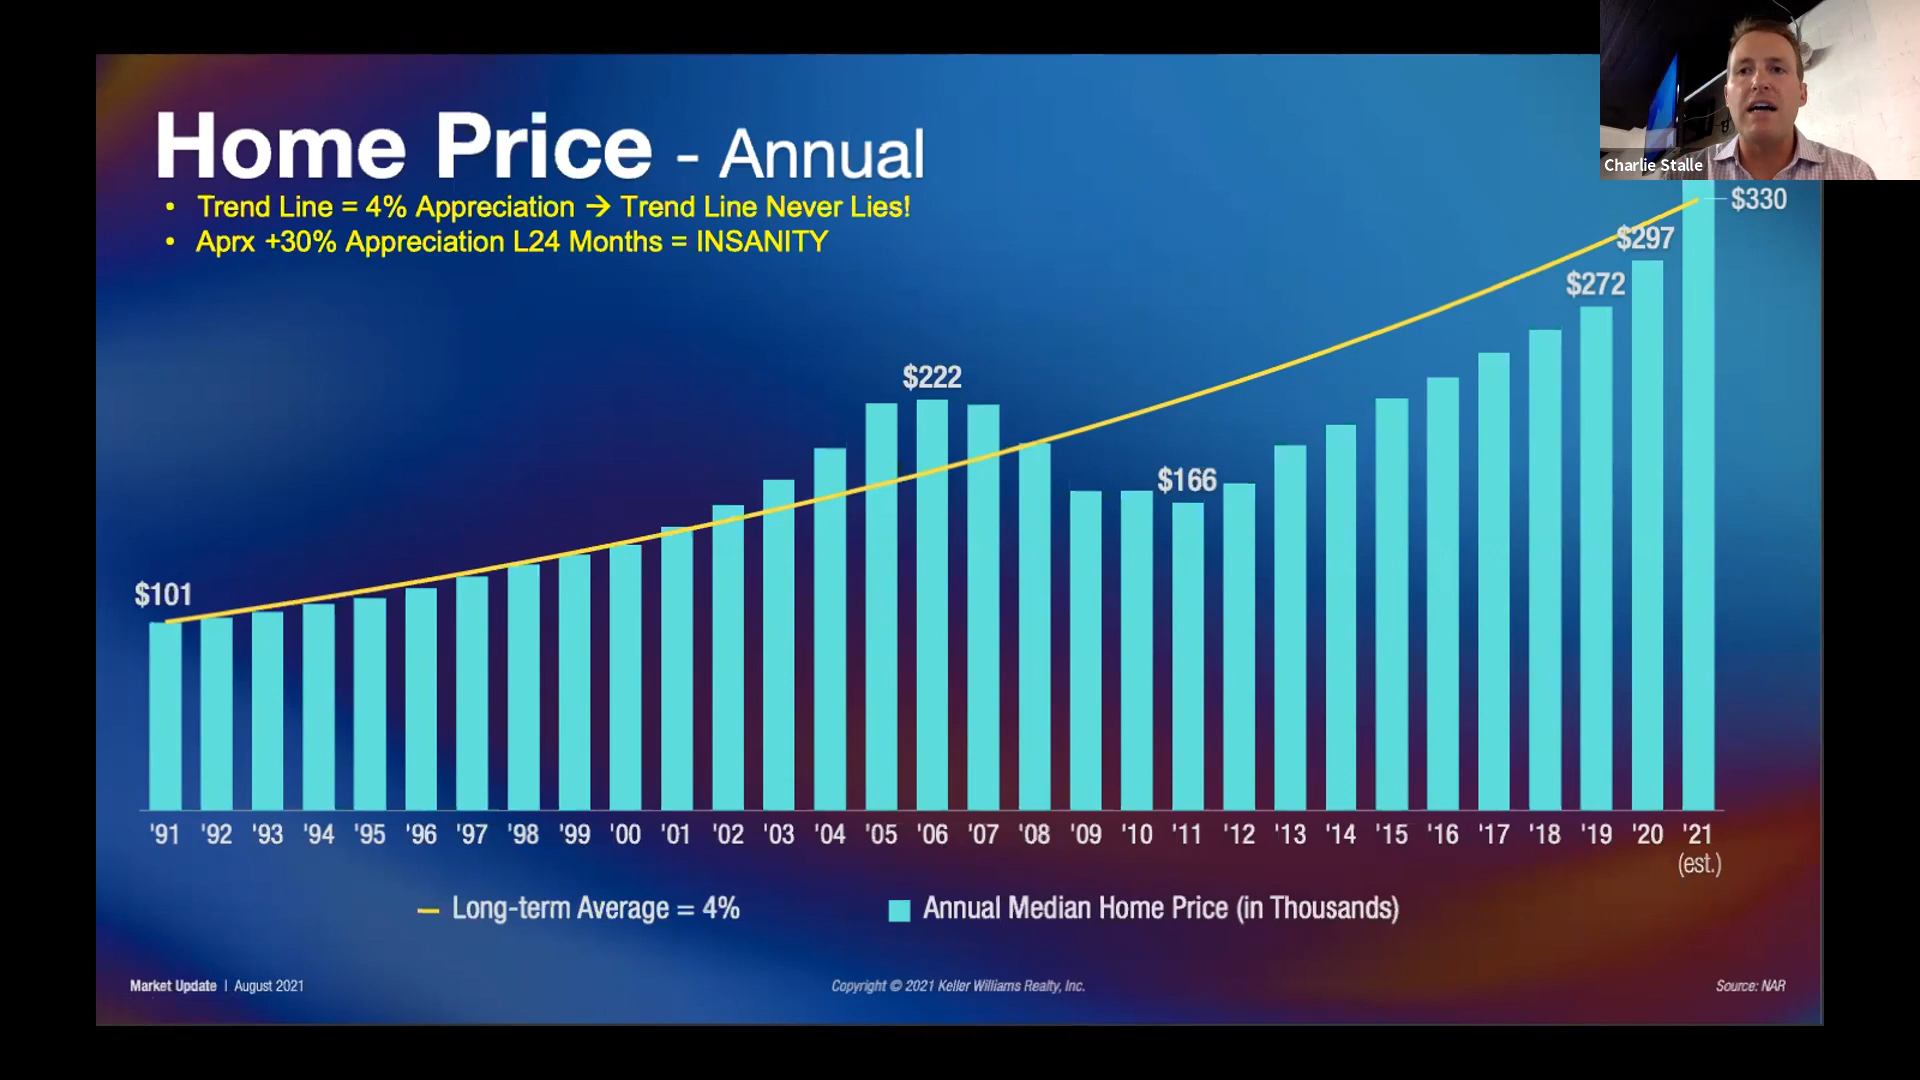 Charlie Stalle
Home Price - Annual
• Trend Line = 4% Appreciation → Trend Line Never Lies!
• Aprx +30% Appreciation L24 Months = INSANITY
$330
$297
$272
$222
$166
$101
'91 '92 '93 '94 '95 '96 '97 '98 '99 '00 '01 '02 '03 '04 '05 '06 '07 '08 '09 '10 '11 '12 '13 '14 '15 '16 '17 '18 '19 '20 '21
(est.)
Long-term Average = 4% Annual Median Home Price (in Thousands)
Market Update | August 2021 Copyright © 2021 Keller Williams Realty, Inc. Source: NAR